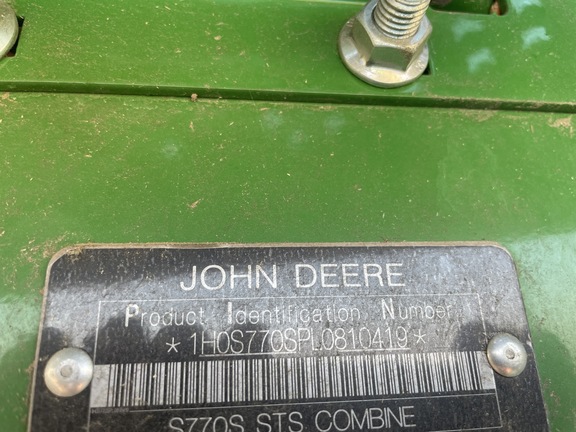 JOHN DEERE
Product Identification Number
*1H0S770SPL0810419*
S770S STS COMBINE